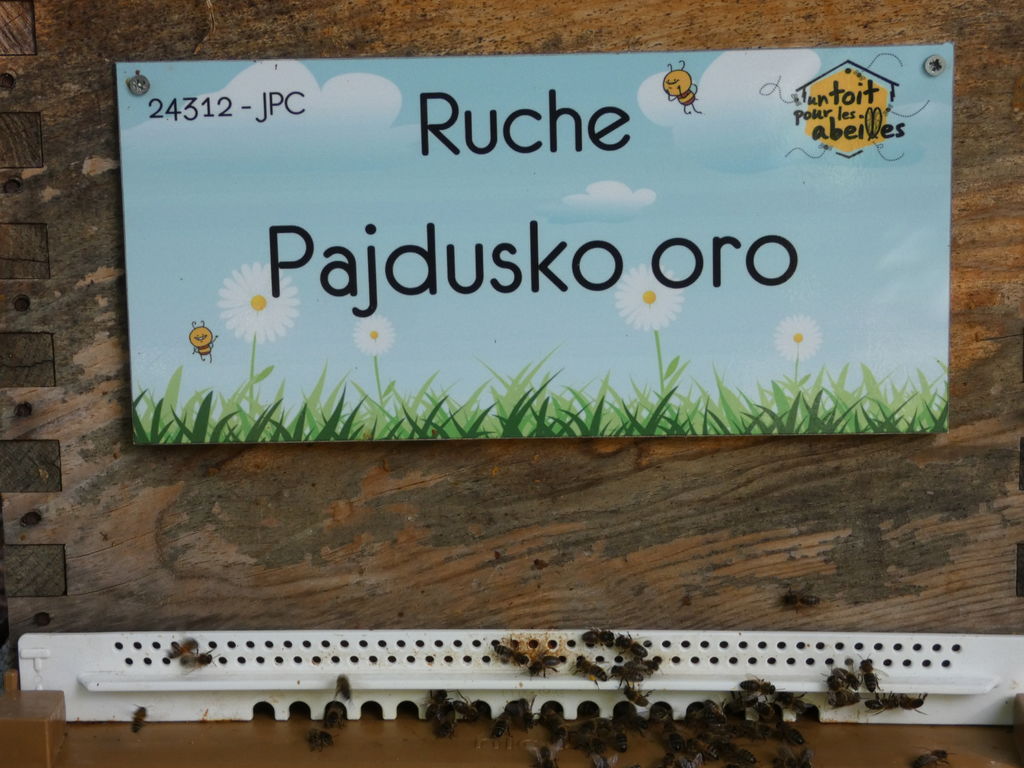 24312 - JPC
Ruche
un toit
pour les
abeilles
Pajdusko oro